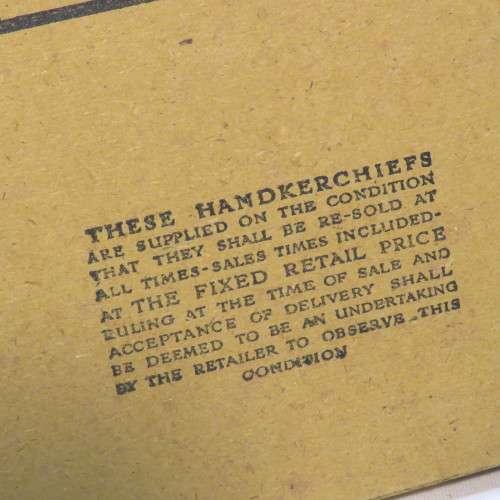 THESE HANDKERCHIEFS
ARE SUPPLIED ON THE CONDITION
THAT THEY SHALL BE RE-SOLD AT
ALL TIMES-SALES TIMES INCLUDED-
AT THE FIXED RETAIL PRICE
RULING AT THE TIME OF SALE AND
ACCEPTANCE OF DELIVERY SHALL
BE DEEMED TO BE AN UNDERTAKING
BY THE RETAILER TO OBSERVE THIS
CONDITION